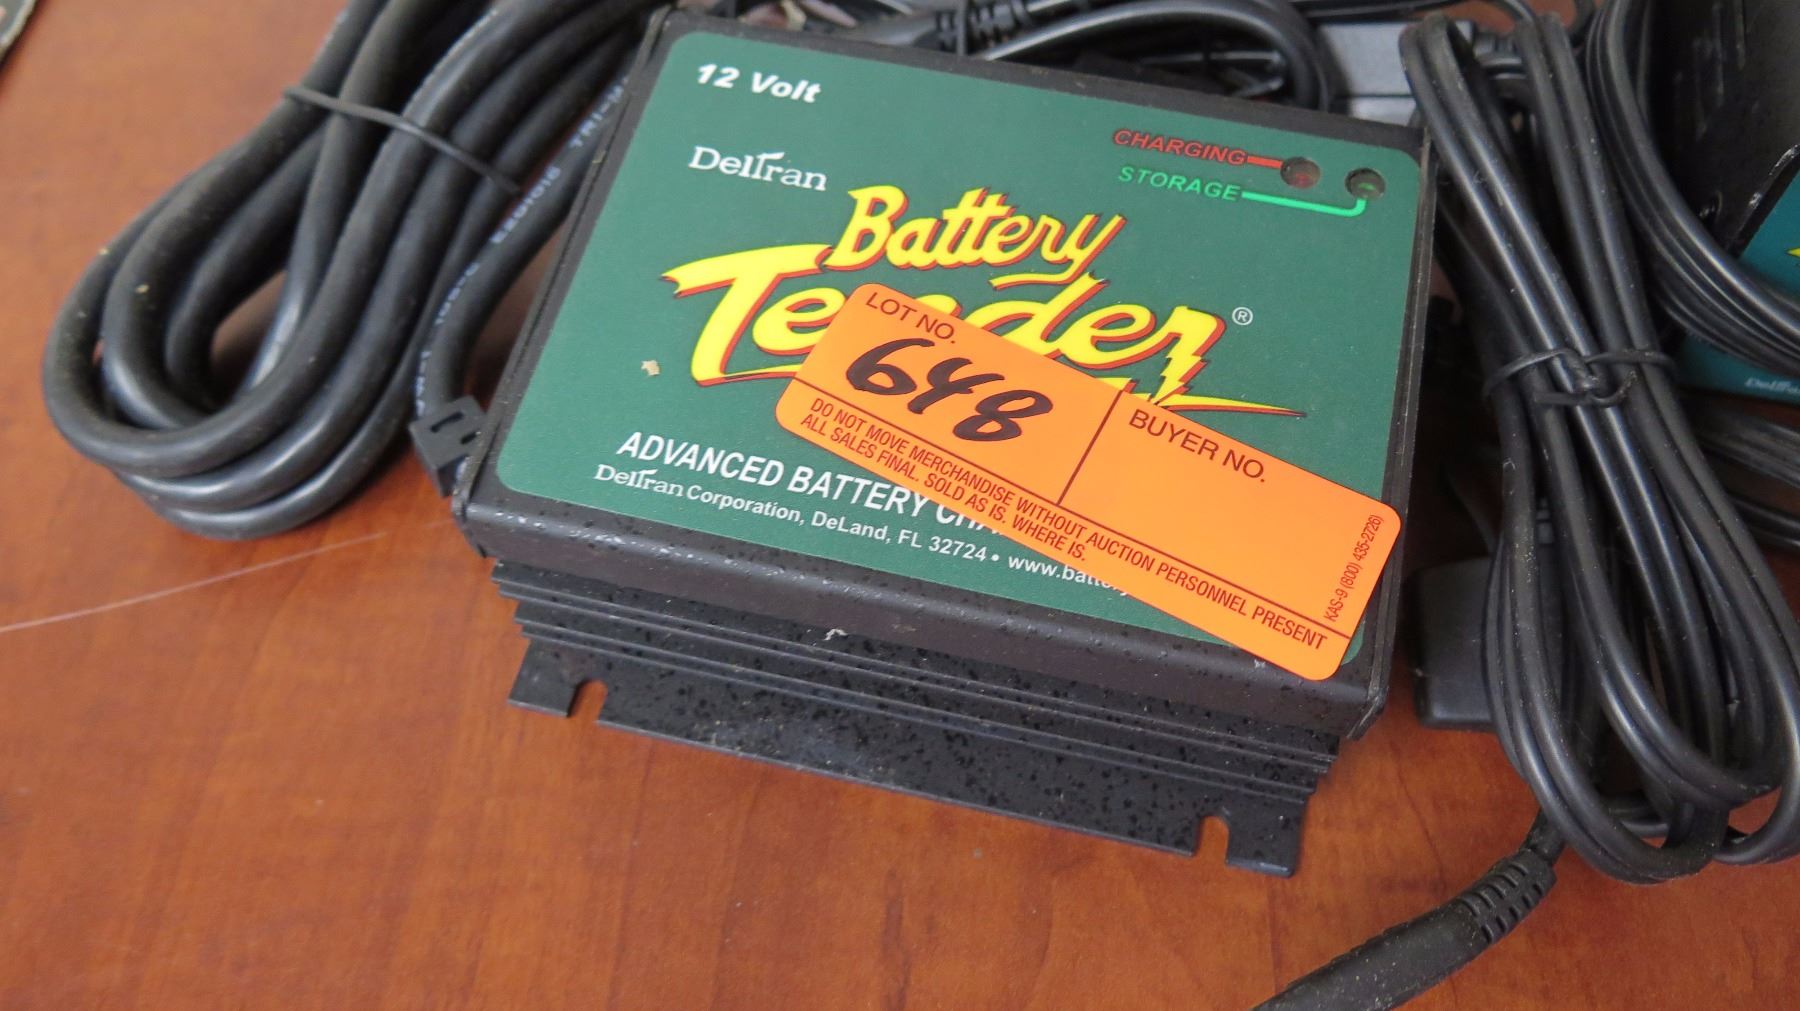 12 Volt
DelTran
CHARGING
STORAGE
Battery
Tender®
LOT NO.
648
BUYER NO.
DO NOT MOVE MERCHANDISE WITHOUT AUCTION PERSONNEL PRESENT
ALL SALES FINAL. SOLD AS IS. WHERE IS.
KAS-9 (800) 435-2726)
ADVANCED BATTERY
DelTran Corporation, DeLand, FL 32724 • www.batte